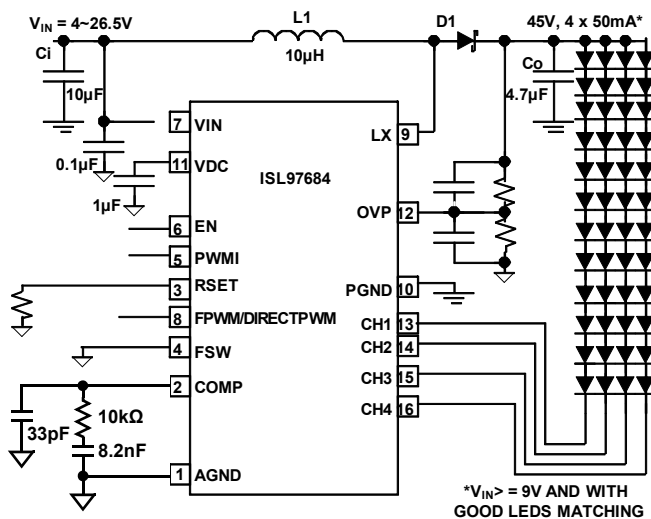 VIN = 4~26.5V
L1
D1
45V, 4 x 50mA*
Ci
10µH
Co
10µF
4.7µF
7 VIN
LX 9
0.1µF
11 VDC
ISL97684
1µF
OVP 12
6 EN
5 PWMI
3 RSET
PGND 10
8 FPWM/DIRECTPWM
CH1 13
4 FSW
CH2 14
2 COMP
CH3 15
10kΩ
CH4 16
33pF
8.2nF
1 AGND
*VIN> = 9V AND WITH
GOOD LEDS MATCHING